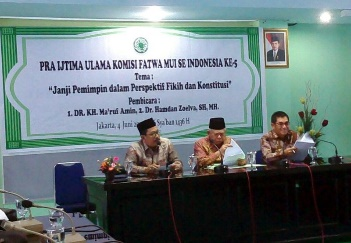 PRA IJTIMA ULAMA KOMISI FATWA MUI SE INDONESIA KE-5
Tema :
"Janji Pemimpin dalam Perspektif Fikih dan Konstitusi"
Pembicara :
1. DR. KH. Ma'ruf Amin, 2. Dr. Hamdan Zoelva, SH, MH.
Jakarta, 4 Juni Sya'ban 1436 H